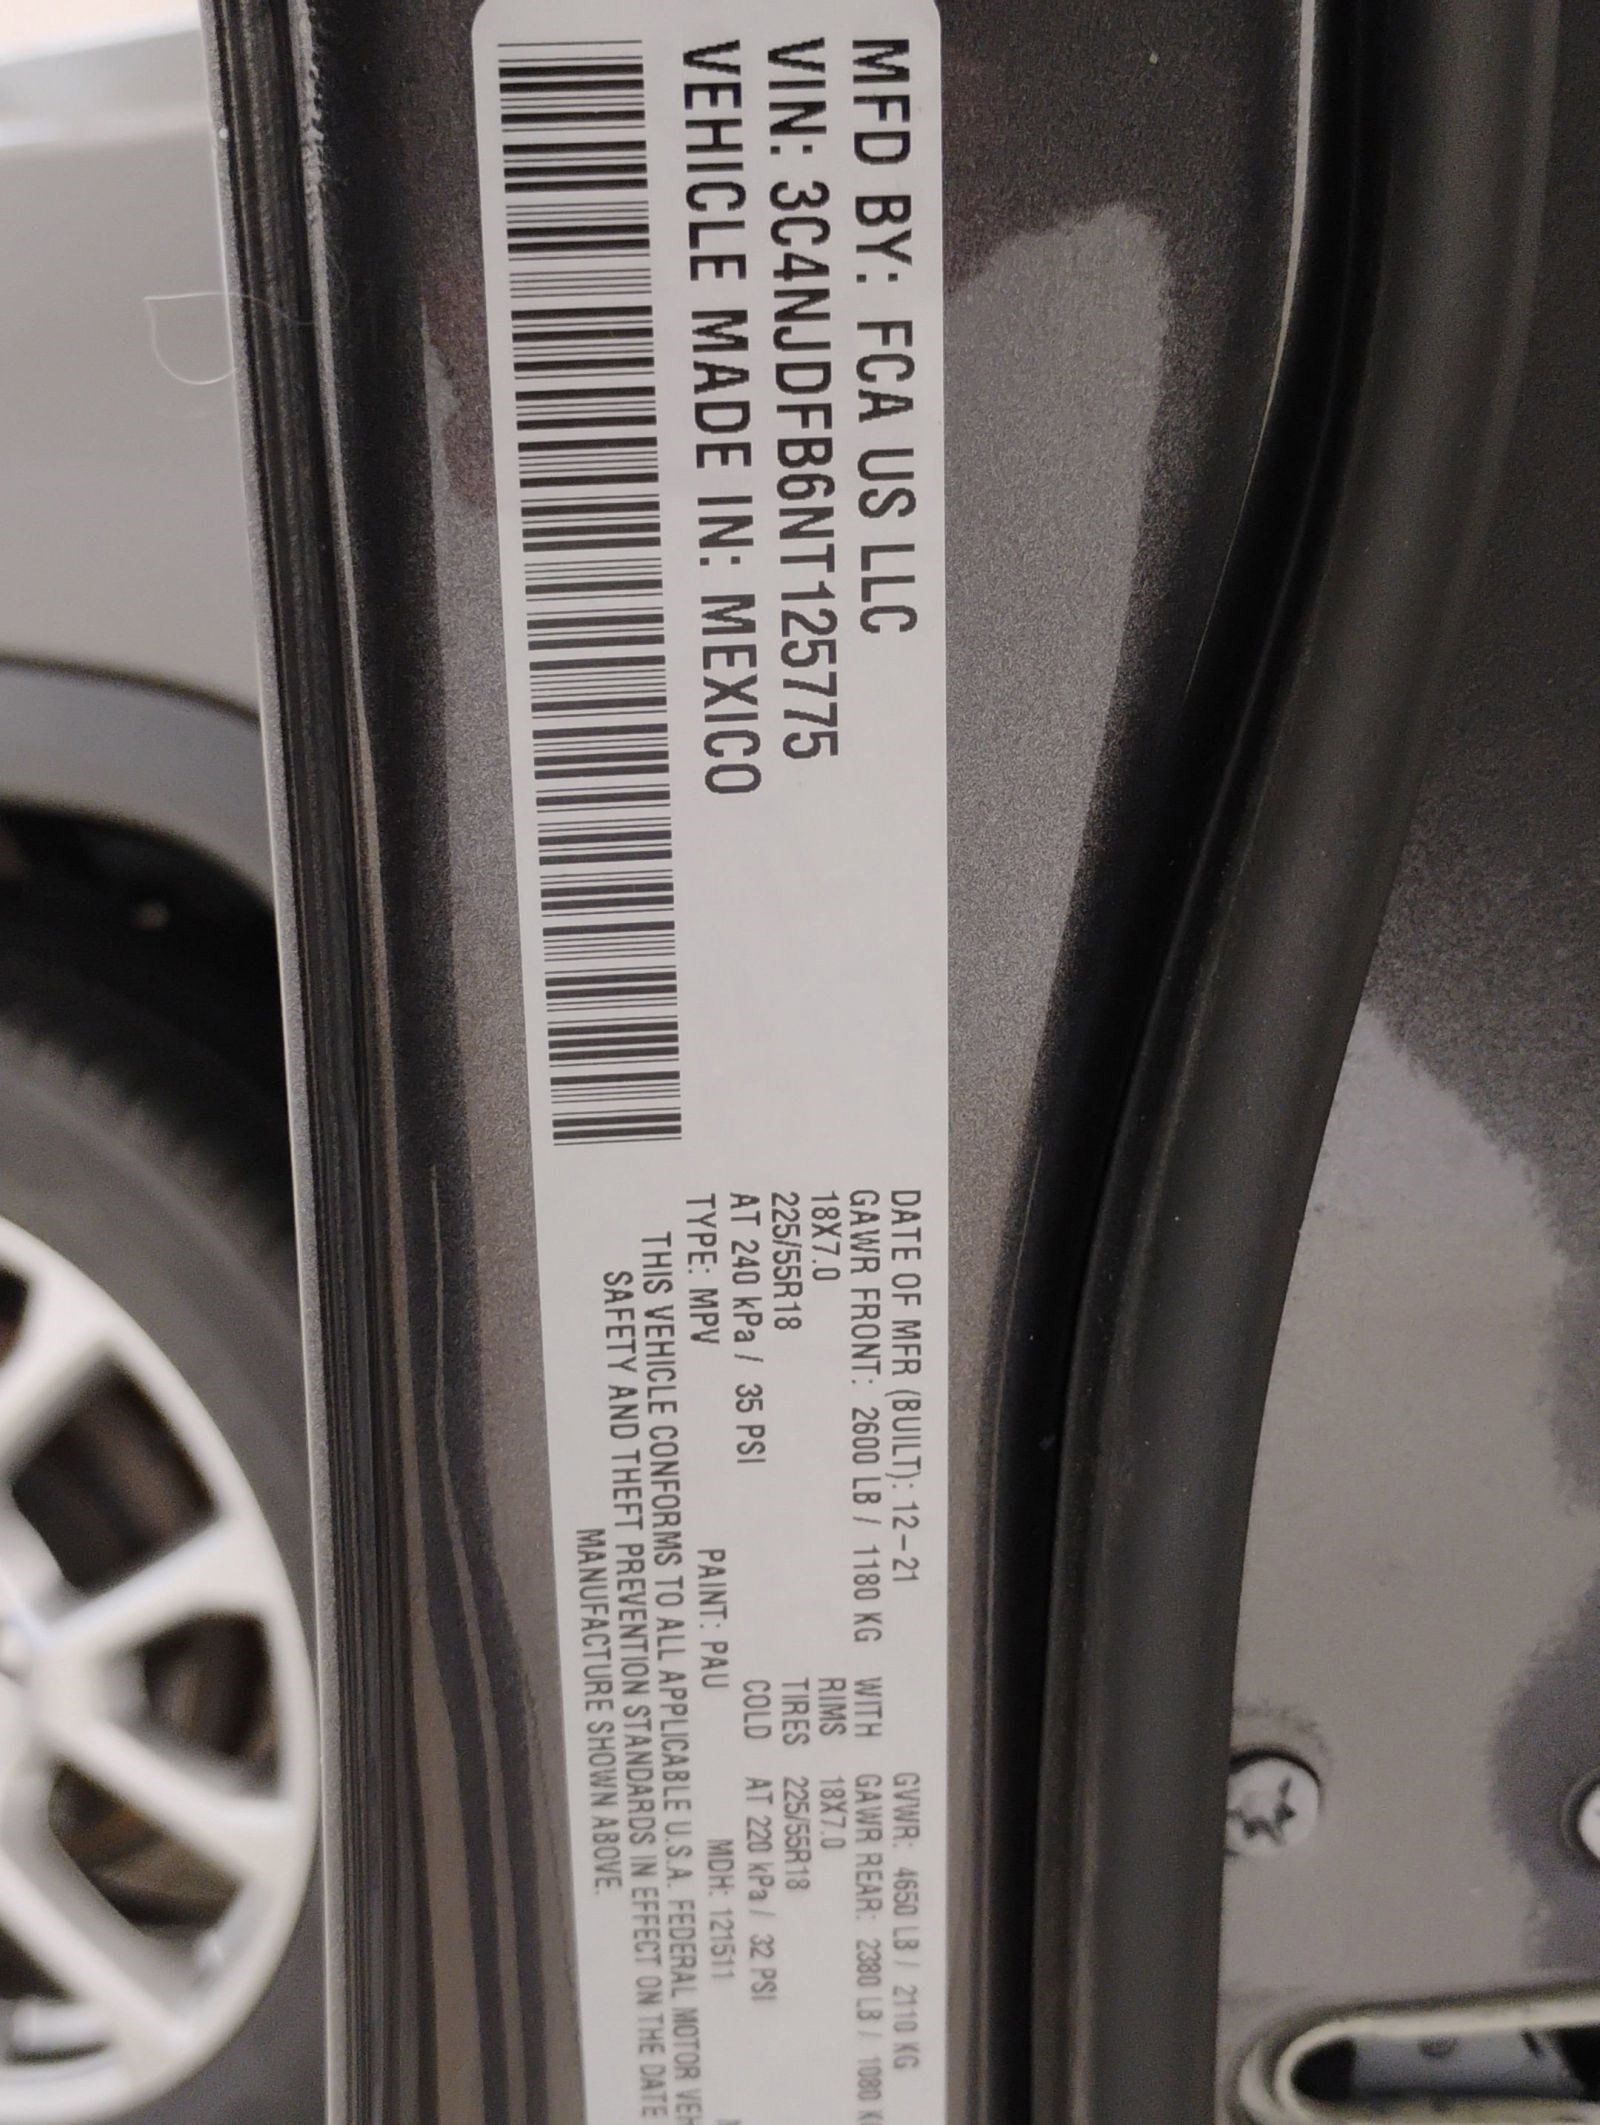 MFD BY: FCA US LLC
VIN: 3C4NJDFB6NT125775
VEHICLE MADE IN: MEXICO
DATE OF MFR (BUILT): 12-21 GVWR: 4650 LB / 2110 KG
GAWR FRONT: 2600 LB / 1180 KG WITH GAWR REAR: 2380 LB / 1080
18X7.0 RIMS 18X7.0
225/55R18 TIRES 225/55R18
AT 240 kPa / 35 PSI COLD AT 220 kPa / 32 PSI
TYPE: MPV PAINT: PAU MDH: 121511
THIS VEHICLE CONFORMS TO ALL APPLICABLE U.S.A. FEDERAL MOTOR
SAFETY AND THEFT PREVENTION STANDARDS IN EFFECT ON THE DATE
MANUFACTURE SHOWN ABOVE.